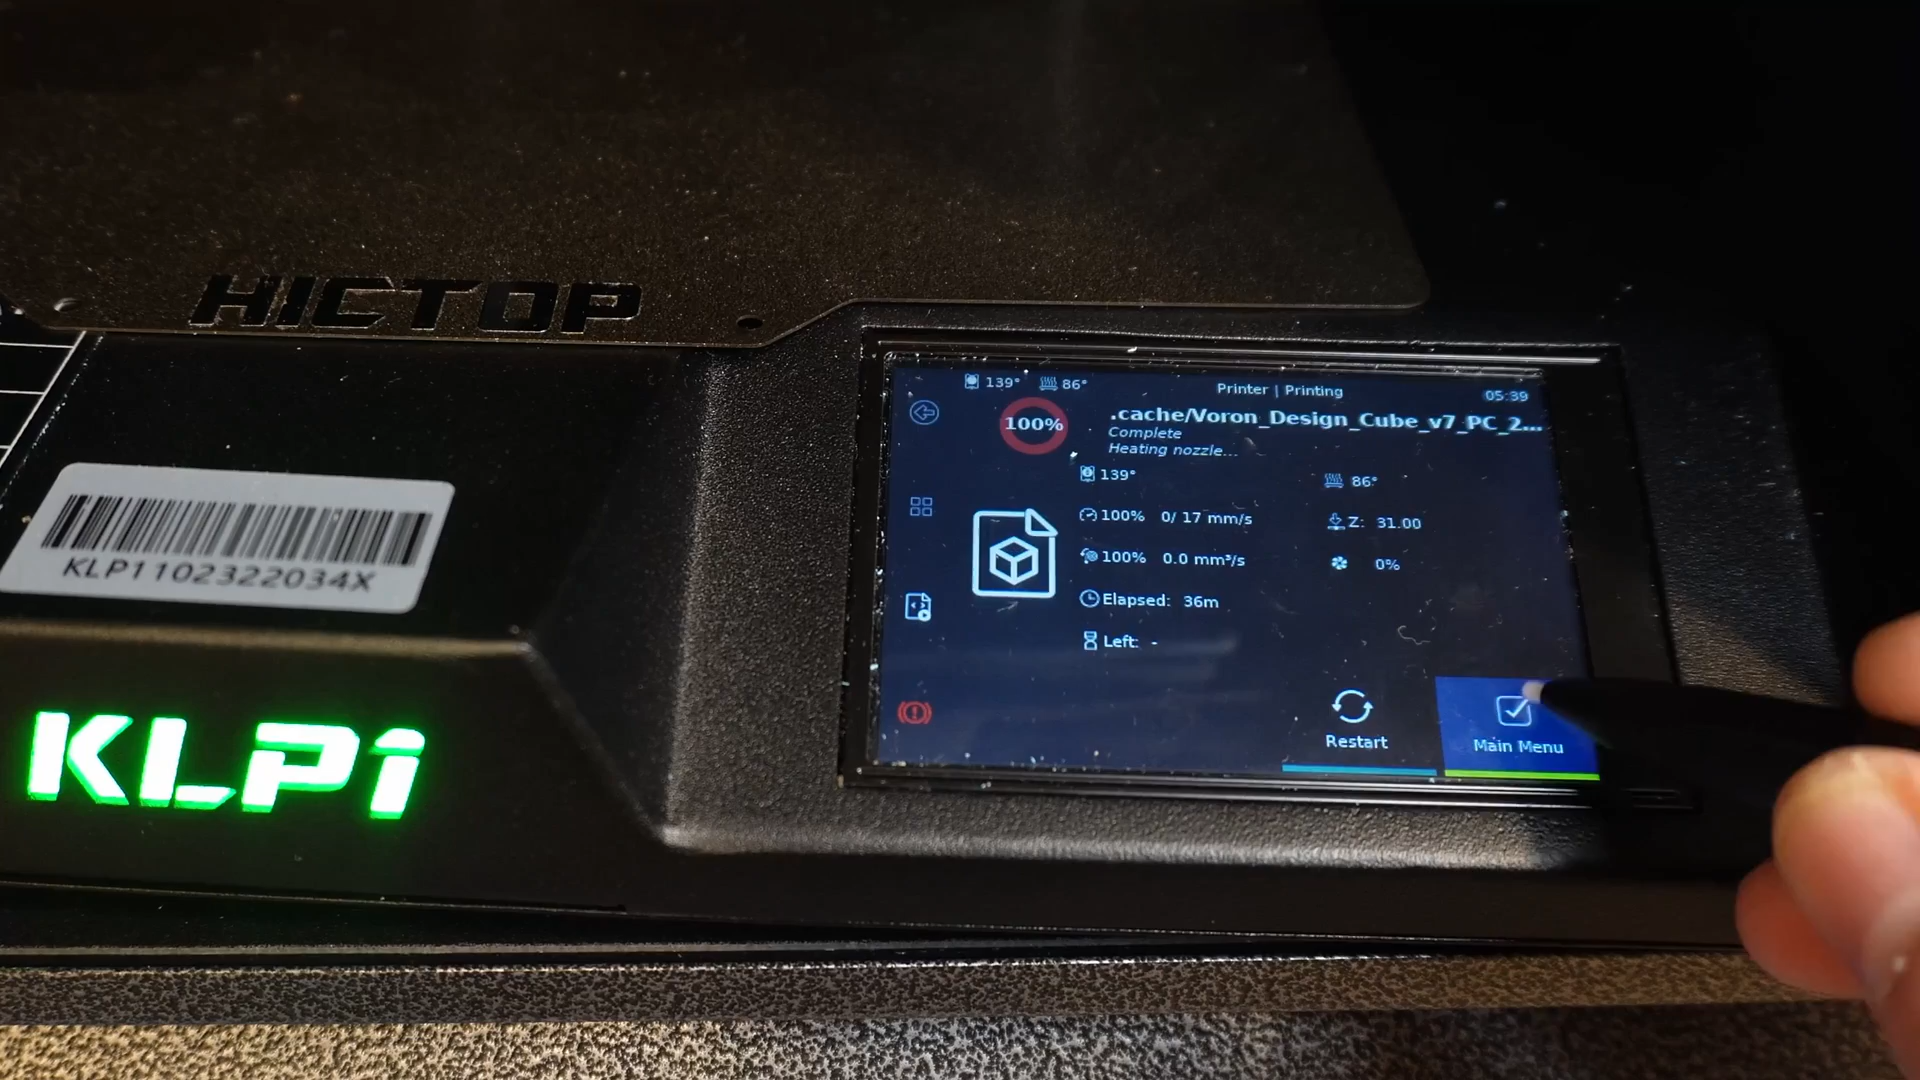 HICTOP
KLP1102322034X
KLP1
139° 86° Printer | Printing 05:39
100%
.cache/Voron_Design_Cube_v7_PC_2...
Complete
Heating nozzle...
139° 86°
100% 0/ 17 mm/s Z: 31.00
100% 0.0 mm³/s 0%
Elapsed: 36m
Left: -
Restart
Main Menu